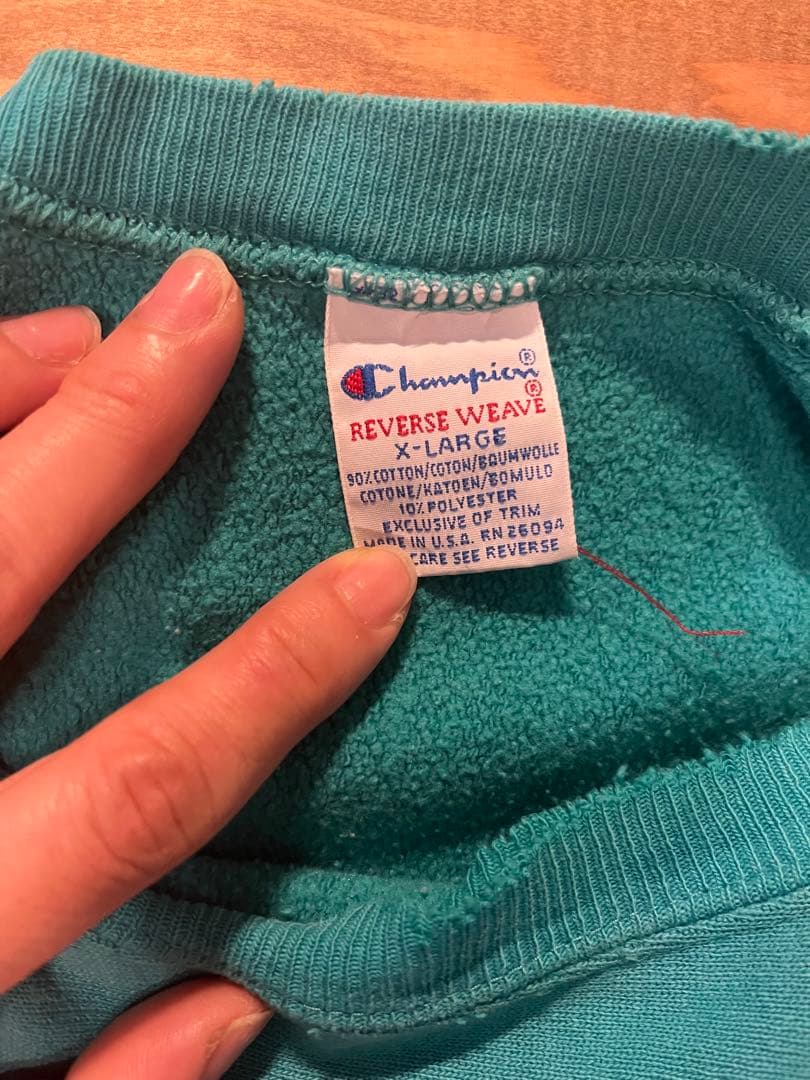 Champion®
REVERSE WEAVE®
X-LARGE
90% COTTON/COTON/BAUMWOLLE
COTONE/KATOEN/BOMULD
10% POLYESTER
EXCLUSIVE OF TRIM
MADE IN U.S.A. RN 26094
CARE SEE REVERSE